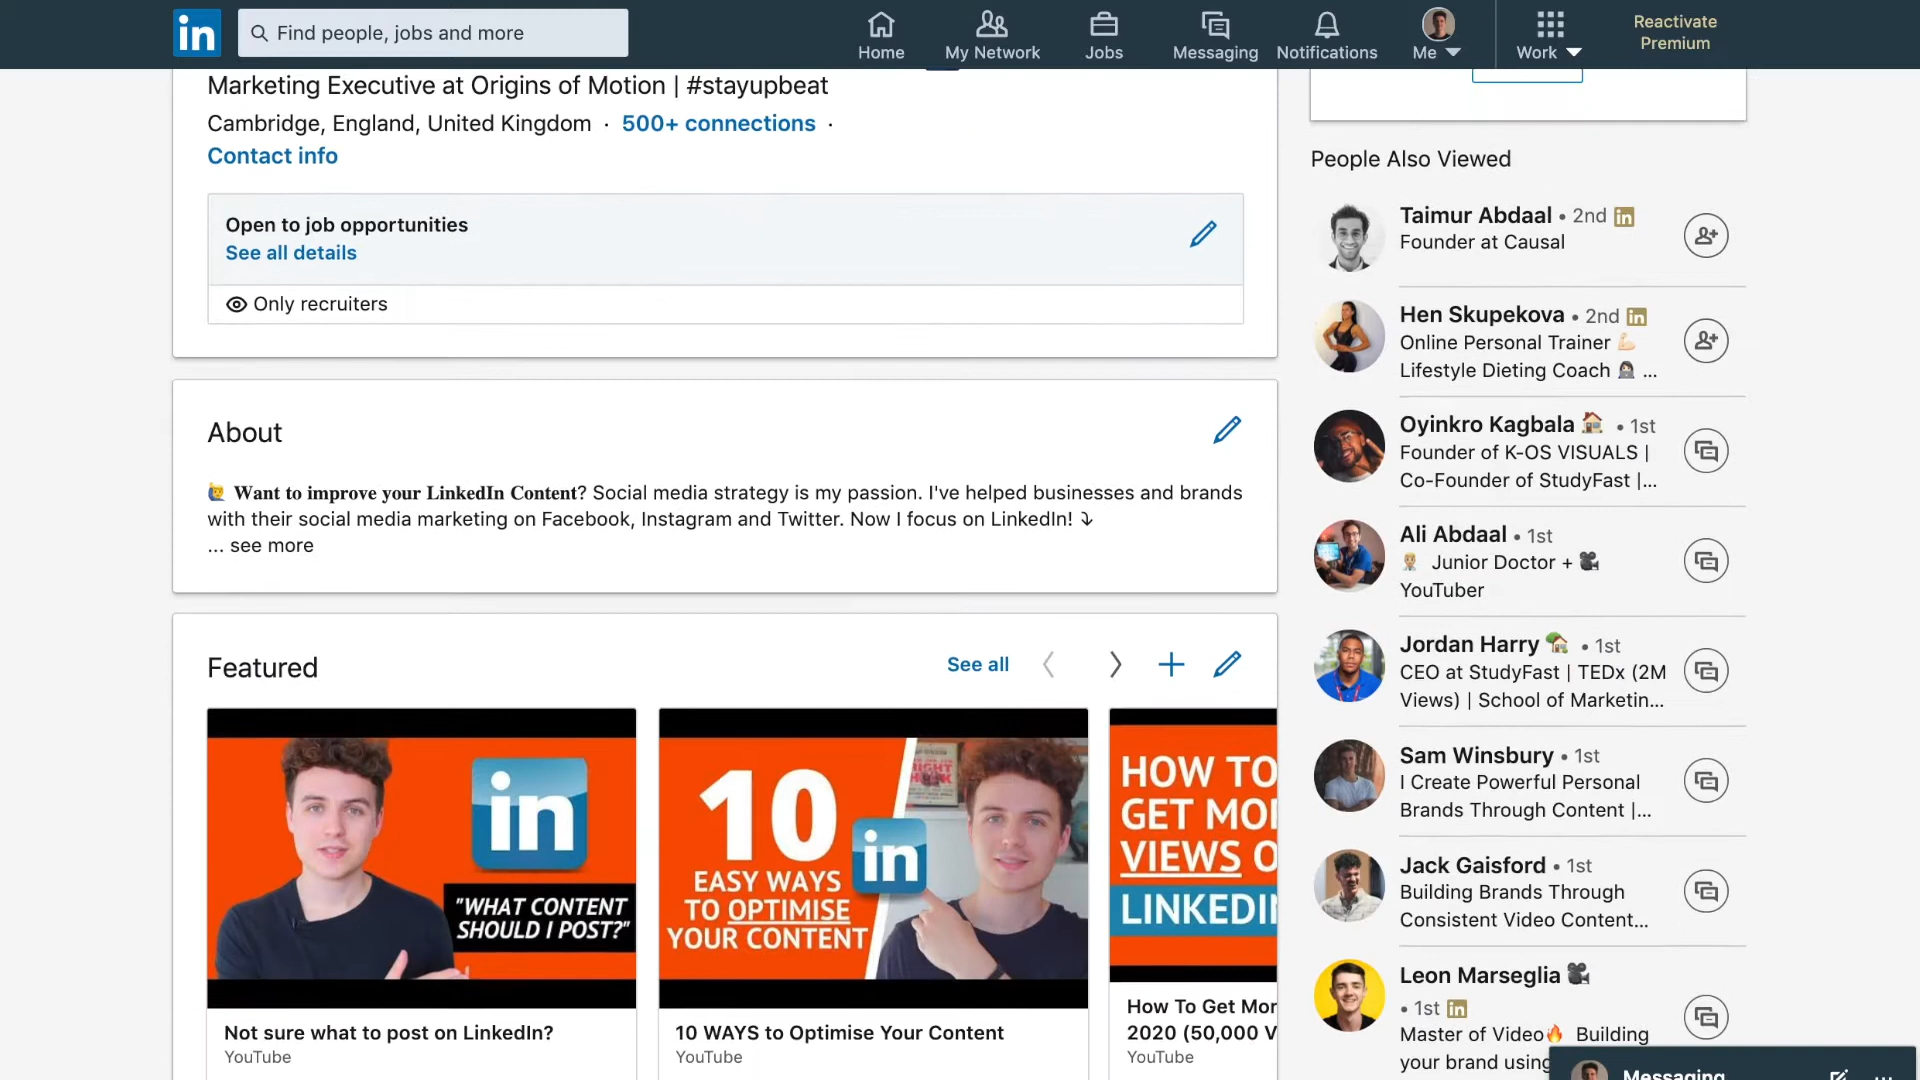 in
Find people, jobs and more
Home
My Network
Jobs
Messaging
Notifications
Me
Work
Reactivate
Premium
Marketing Executive at Origins of Motion | #stayupbeat
Cambridge, England, United Kingdom · 500+ connections ·
Contact info
Open to job opportunities
See all details
Only recruiters
About
🙋‍♂️ 𝐖𝐚𝐧𝐭 𝐭𝐨 𝐢𝐦𝐩𝐫𝐨𝐯𝐞 𝐲𝐨𝐮𝐫 𝐋𝐢𝐧𝐤𝐞𝐝𝐈𝐧 𝐂𝐨𝐧𝐭𝐞𝐧𝐭? Social media strategy is my passion. I've helped businesses and brands
with their social media marketing on Facebook, Instagram and Twitter. Now I focus on LinkedIn! ⤵
... see more
Featured
See all
in
"WHAT CONTENT
SHOULD I POST?"
Not sure what to post on LinkedIn?
YouTube
10
EASY WAYS
TO OPTIMISE
YOUR CONTENT
in
10 WAYS to Optimise Your Content
YouTube
HOW TO
GET MOR
VIEWS O
LINKEDIN
How To Get Mor
2020 (50,000 V
YouTube
People Also Viewed
Taimur Abdaal • 2nd in
Founder at Causal
Hen Skupekova • 2nd in
Online Personal Trainer 💪🏻
Lifestyle Dieting Coach 👩🏻‍💻 ...
Oyinkro Kagbala 🏠 • 1st
Founder of K-OS VISUALS |
Co-Founder of StudyFast |...
Ali Abdaal • 1st
👨🏼‍⚕️ Junior Doctor + 🎥
YouTuber
Jordan Harry 🏡 • 1st
CEO at StudyFast | TEDx (2M
Views) | School of Marketin...
Sam Winsbury • 1st
I Create Powerful Personal
Brands Through Content |...
Jack Gaisford • 1st
Building Brands Through
Consistent Video Content...
Leon Marseglia 🎥
• 1st in
Master of Video🔥 Building
your brand using
Messaging